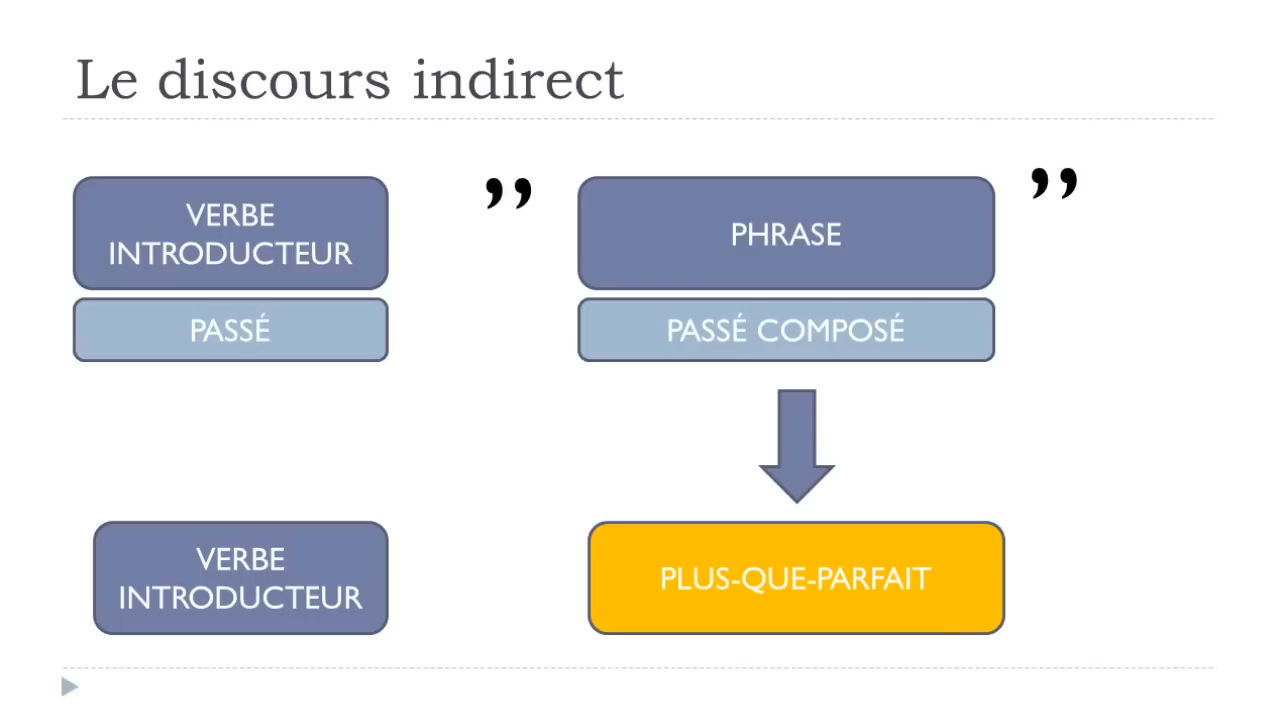 Le discours indirect
VERBE
INTRODUCTEUR
” PHRASE ”
PASSÉ
PASSÉ COMPOSÉ
VERBE
INTRODUCTEUR
PLUS-QUE-PARFAIT